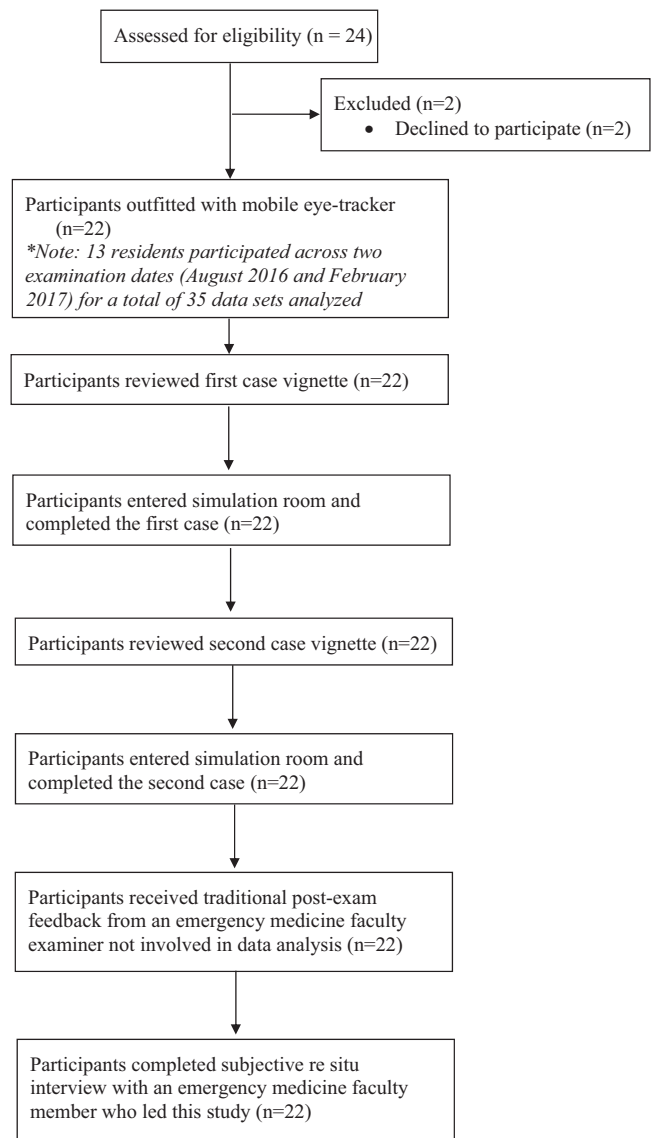 Assessed for eligibility (n = 24)
Excluded (n=2)
• Declined to participate (n=2)
Participants outfitted with mobile eye-tracker
(n=22)
*Note: 13 residents participated across two
examination dates (August 2016 and February
2017) for a total of 35 data sets analyzed
Participants reviewed first case vignette (n=22)
Participants entered simulation room and
completed the first case (n=22)
Participants reviewed second case vignette (n=22)
Participants entered simulation room and
completed the second case (n=22)
Participants received traditional post-exam
feedback from an emergency medicine faculty
examiner not involved in data analysis (n=22)
Participants completed subjective re situ
interview with an emergency medicine faculty
member who led this study (n=22)